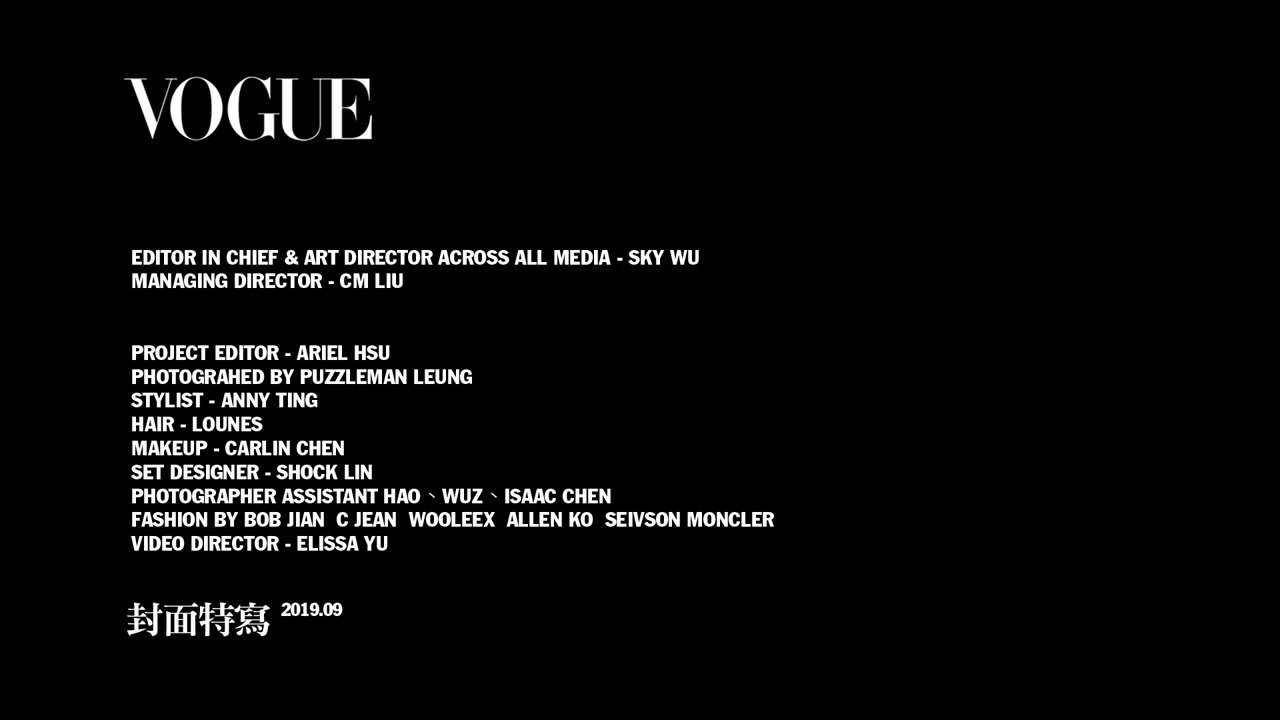 VOGUE
EDITOR IN CHIEF & ART DIRECTOR ACROSS ALL MEDIA - SKY WU
MANAGING DIRECTOR - CM LIU
PROJECT EDITOR - ARIEL HSU
PHOTOGRAHED BY PUZZLEMAN LEUNG
STYLIST - ANNY TING
HAIR - LOUNES
MAKEUP - CARLIN CHEN
SET DESIGNER - SHOCK LIN
PHOTOGRAPHER ASSISTANT HAO、WUZ、ISAAC CHEN
FASHION BY BOB JIAN  C JEAN  WOOLEEX  ALLEN KO  SEIVSON MONCLER
VIDEO DIRECTOR - ELISSA YU
封面特寫 2019.09